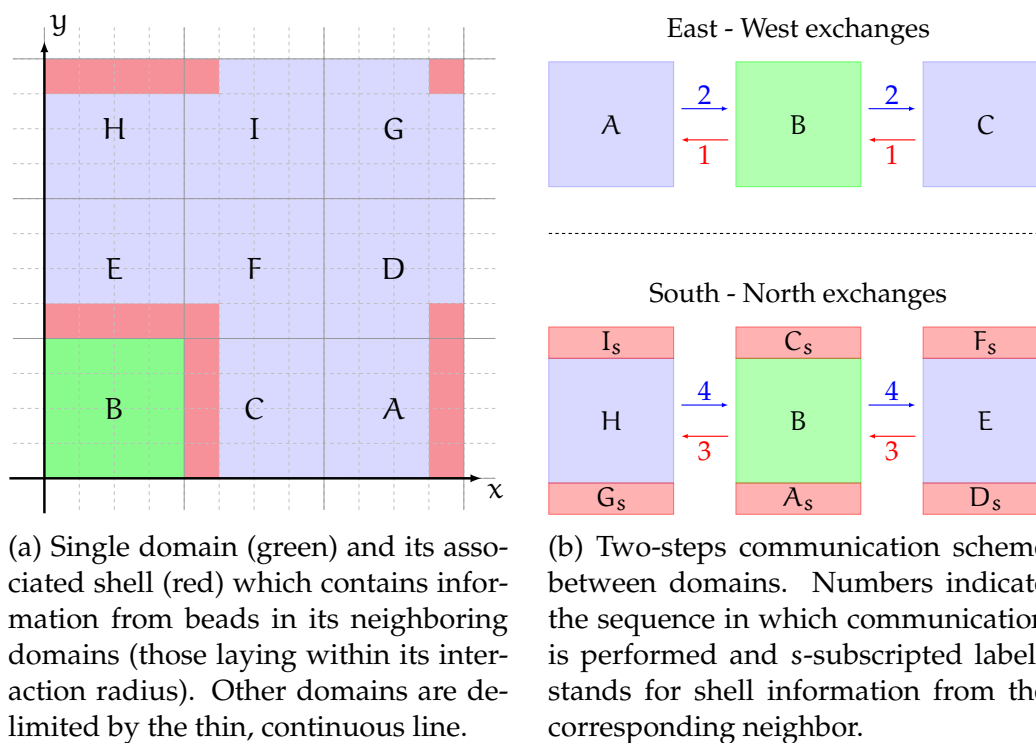 y
H I G
E F D
B C A
x
(a) Single domain (green) and its asso-
ciated shell (red) which contains infor-
mation from beads in its neighboring
domains (those laying within its inter-
action radius). Other domains are de-
limited by the thin, continuous line.
East - West exchanges
2 2
A B C
1 1
South - North exchanges
Is Cs Fs
4 4
H B E
3 3
Gs As Ds
(b) Two-steps communication scheme
between domains. Numbers indicate
the sequence in which communication
is performed and s-subscripted label
stands for shell information from the
corresponding neighbor.